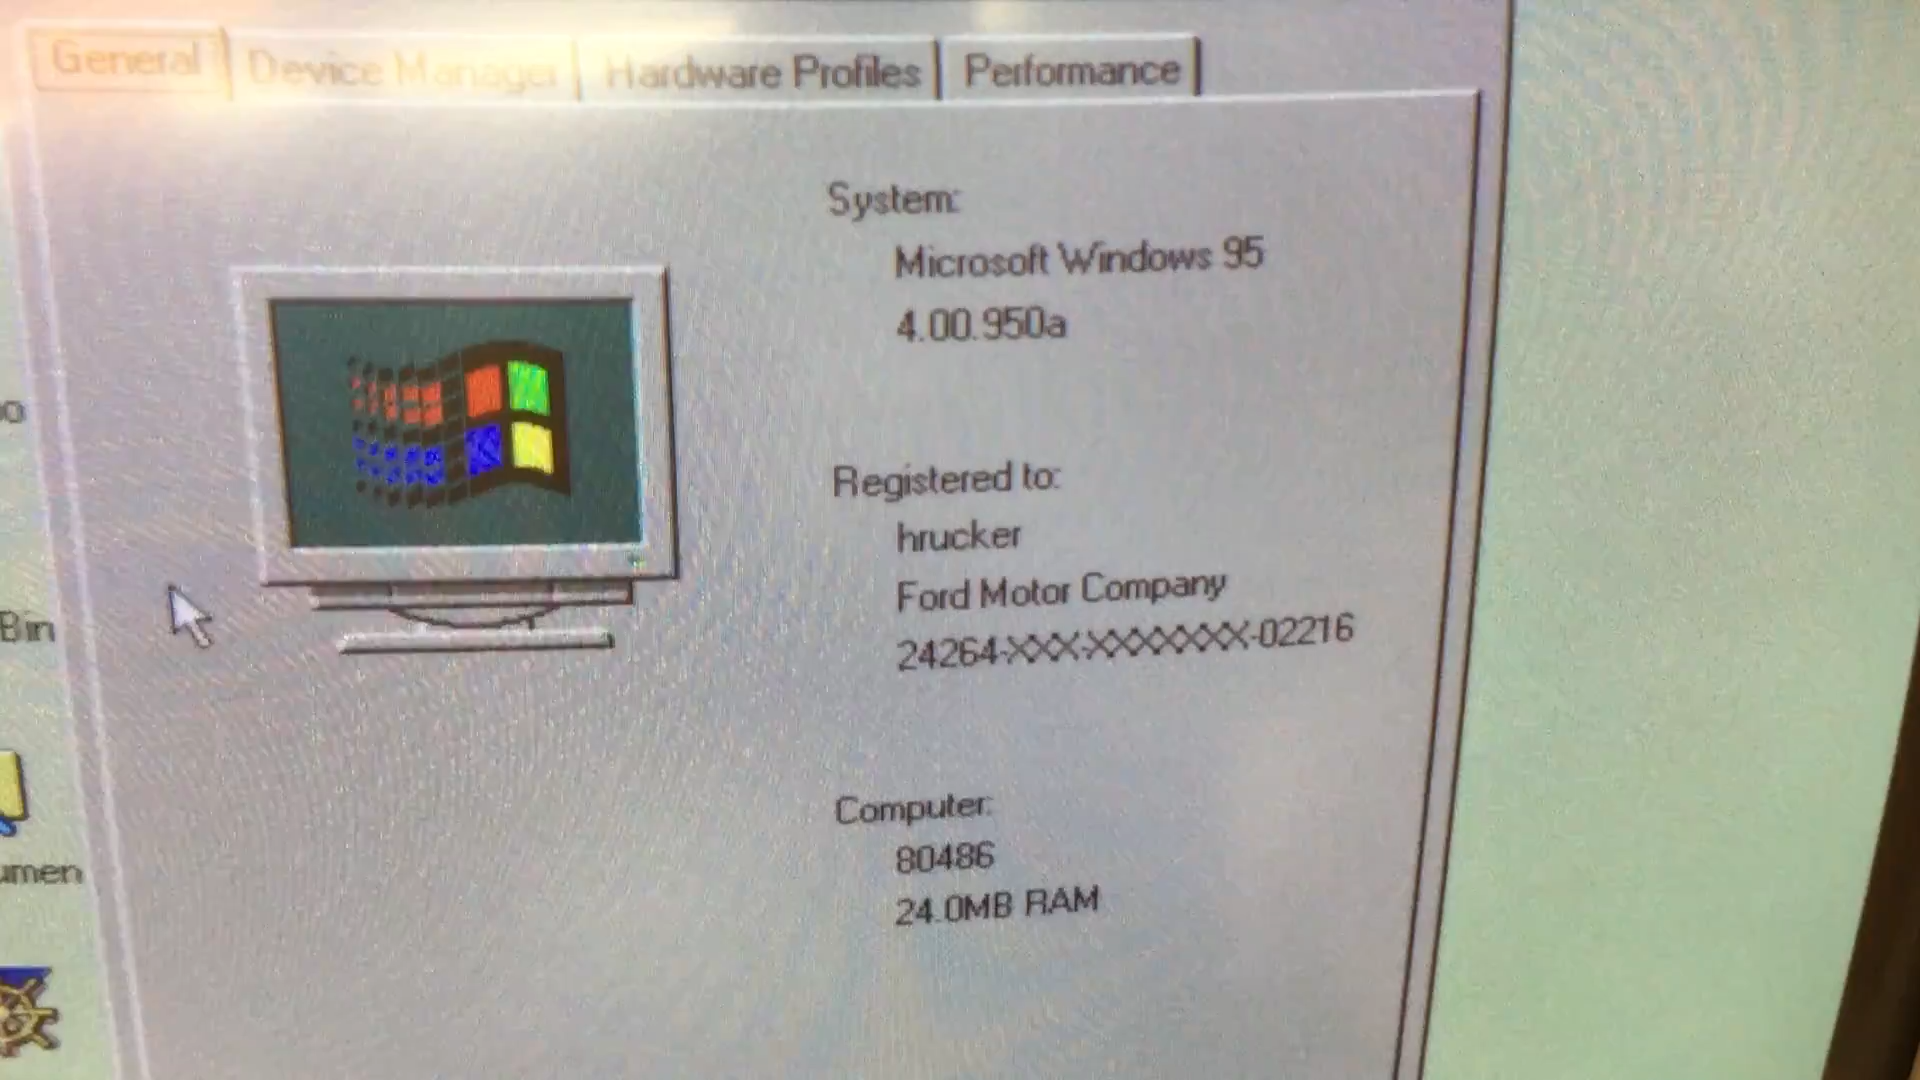 General Device Manager Hardware Profiles Performance
System:
Microsoft Windows 95
4.00.950a
Registered to:
hrucker
Ford Motor Company
24264-XXX-XXXXXXX-02216
Computer:
80486
24.0MB RAM
Bin
umen